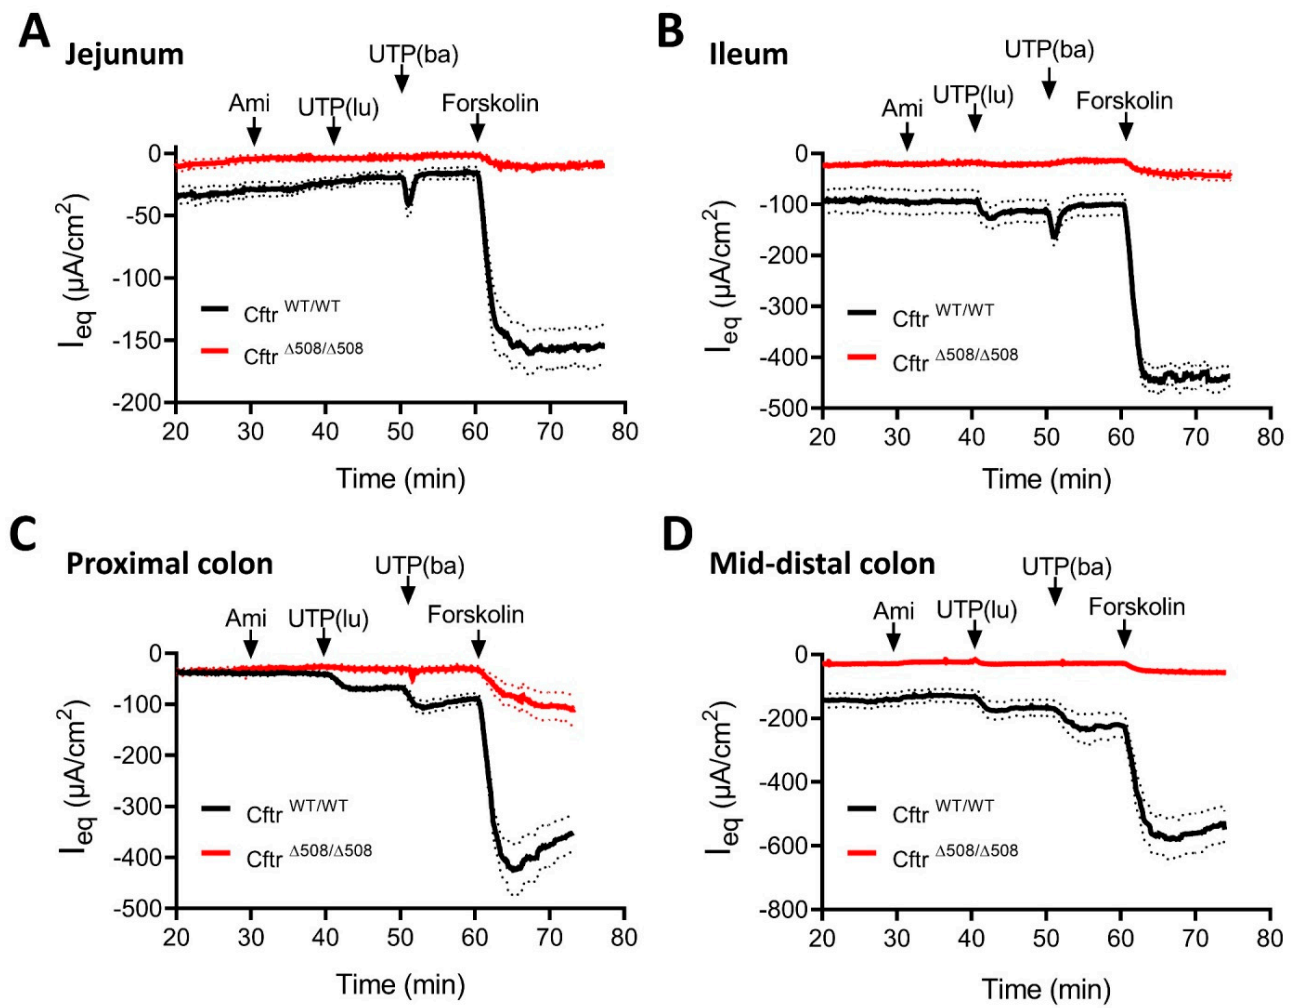 A
Jejunum
UTP(ba)
Ami
UTP(lu)
Forskolin
0
-50
-100
-150
-200
Ieq (µA/cm²)
Cftr WT/WT
Cftr Δ508/Δ508
20 30 40 50 60 70 80
Time (min)
B
Ileum
UTP(ba)
Ami
UTP(lu)
Forskolin
0
-100
-200
-300
-400
-500
Ieq (µA/cm²)
Cftr WT/WT
Cftr Δ508/Δ508
20 30 40 50 60 70 80
Time (min)
C
Proximal colon
UTP(ba)
Ami
UTP(lu)
Forskolin
0
-100
-200
-300
-400
-500
Ieq (µA/cm²)
Cftr WT/WT
Cftr Δ508/Δ508
20 30 40 50 60 70 80
Time (min)
D
Mid-distal colon
UTP(ba)
Ami
UTP(lu)
Forskolin
0
-200
-400
-600
-800
Ieq (µA/cm²)
Cftr WT/WT
Cftr Δ508/Δ508
20 30 40 50 60 70 80
Time (min)